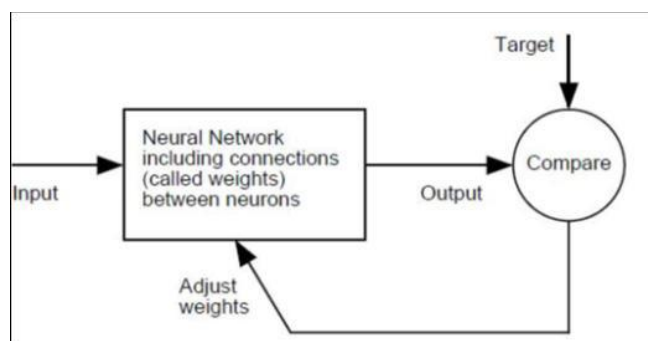 Target
Neural Network
including connections
(called weights)
between neurons
Compare
Input
Output
Adjust
weights